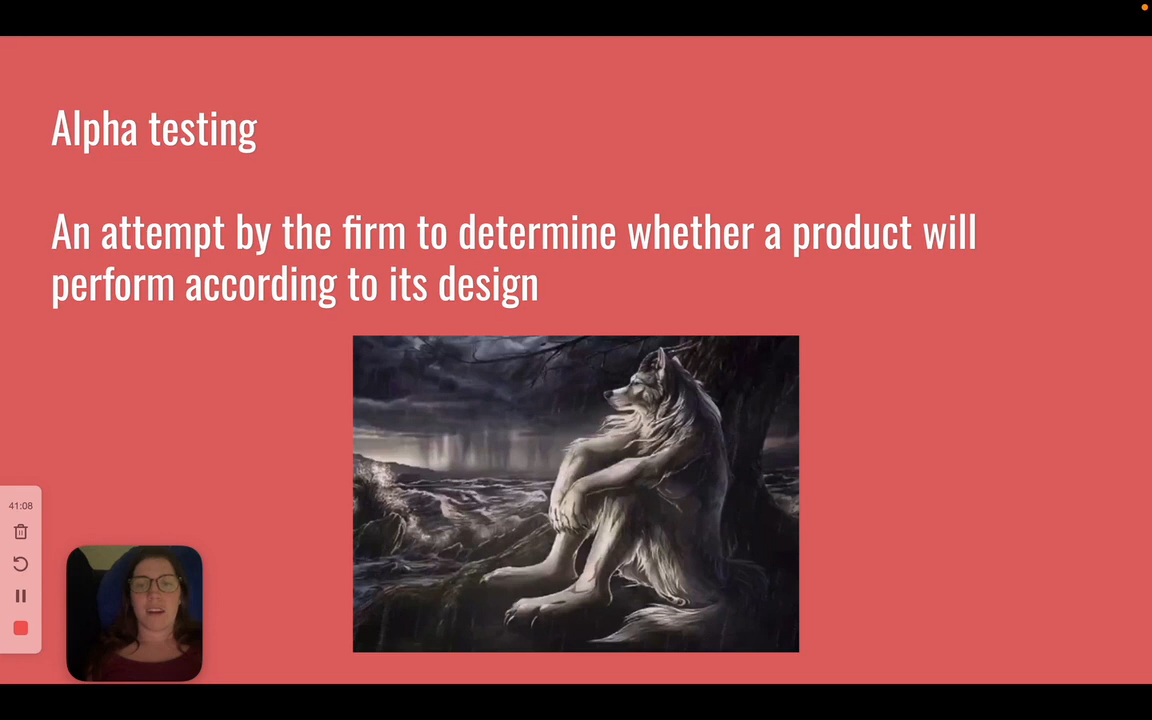 Alpha testing
An attempt by the firm to determine whether a product will
perform according to its design
41:08